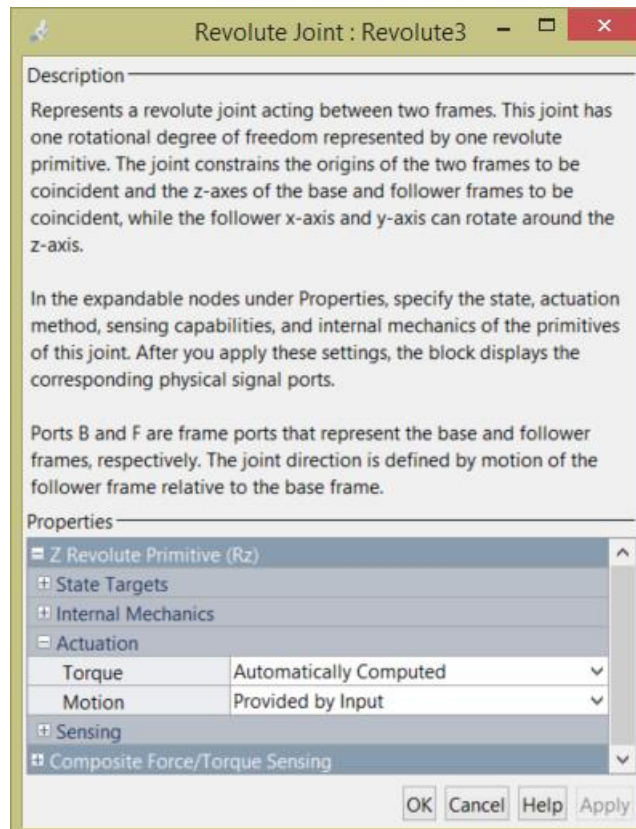 Revolute Joint : Revolute3
Description
Represents a revolute joint acting between two frames. This joint has
one rotational degree of freedom represented by one revolute
primitive. The joint constrains the origins of the two frames to be
coincident and the z-axes of the base and follower frames to be
coincident, while the follower x-axis and y-axis can rotate around the
z-axis.
In the expandable nodes under Properties, specify the state, actuation
method, sensing capabilities, and internal mechanics of the primitives
of this joint. After you apply these settings, the block displays the
corresponding physical signal ports.
Ports B and F are frame ports that represent the base and follower
frames, respectively. The joint direction is defined by motion of the
follower frame relative to the base frame.
Properties
Z Revolute Primitive (Rz)
State Targets
Internal Mechanics
Actuation
Torque Automatically Computed
Motion Provided by Input
Sensing
Composite Force/Torque Sensing
OK Cancel Help Apply